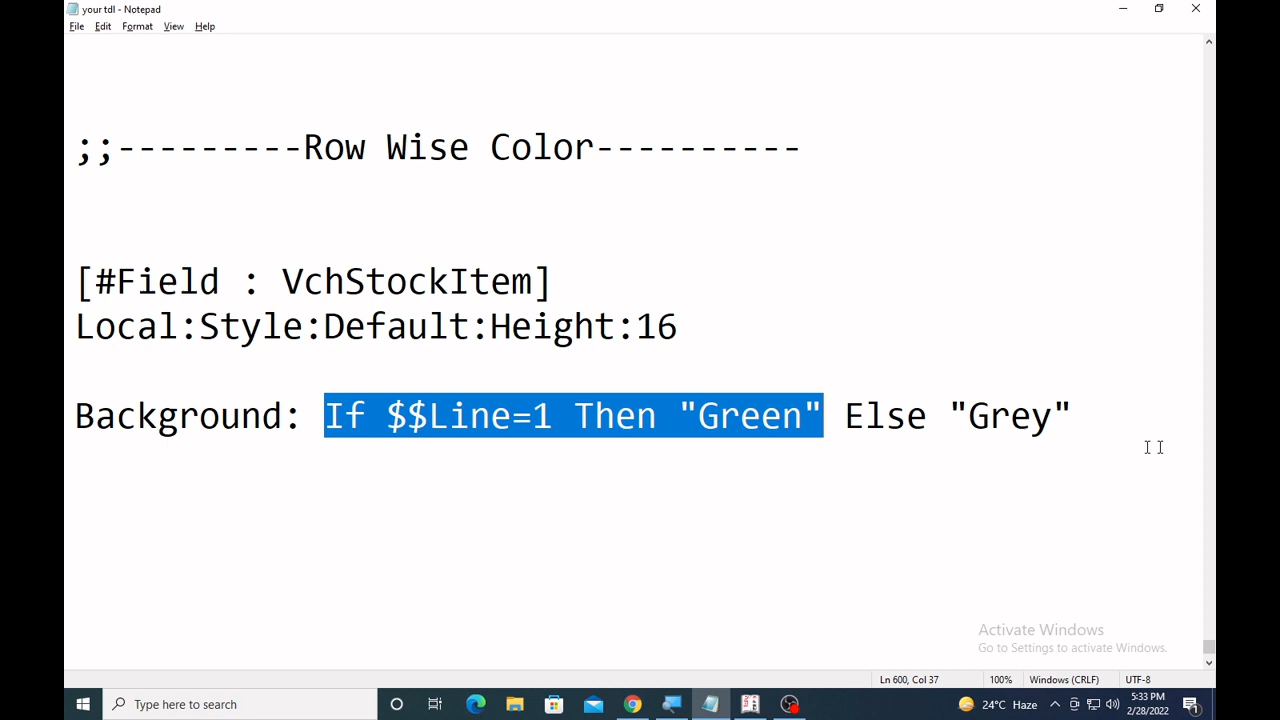 your tdl - Notepad
File Edit Format View Help
;;---------Row Wise Color----------
[#Field : VchStockItem]
Local:Style:Default:Height:16
Background: If $$Line=1 Then "Green" Else "Grey"
Activate Windows
Go to Settings to activate Windows.
Ln 600, Col 37 100% Windows (CRLF) UTF-8
Type here to search 24°C Haze 5:33 PM
2/28/2022
1